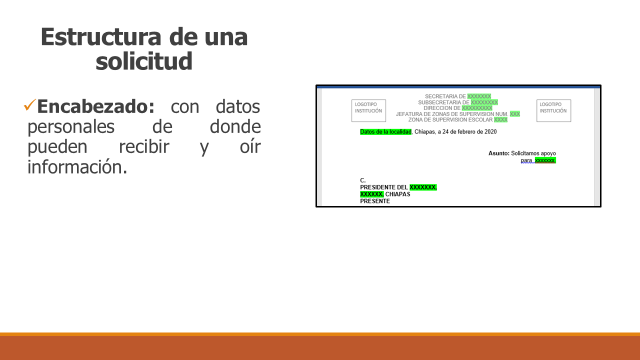 Estructura de una
solicitud
✓Encabezado: con datos
personales de donde
pueden recibir y oír
información.
LOGOTIPO
INSTITUCIÓN
SECRETARIA DE XXXXXXX
SUBSECRETARIA DE XXXXXXXX
DIRECCION DE XXXXXXXXX
JEFATURA DE ZONAS DE SUPERVISION NUM. XXX
ZONA DE SUPERVISION ESCOLAR XXXX
LOGOTIPO
INSTITUCIÓN
Datos de la localidad, Chiapas, a 24 de febrero de 2020
Asunto: Solicitamos apoyo
para XXXXXXX
C.
PRESIDENTE DEL XXXXXXX,
XXXXXX, CHIAPAS
PRESENTE